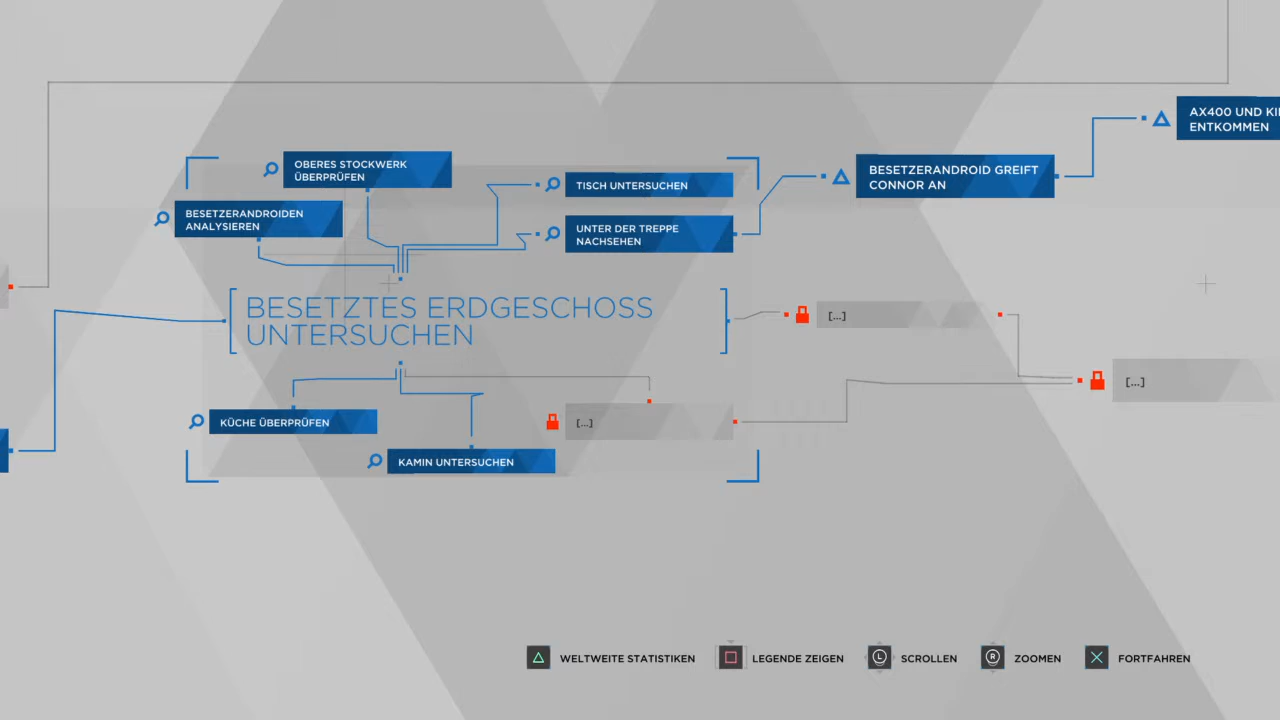 AX400 UND KI
ENTKOMMEN
OBERES STOCKWERK
ÜBERPRÜFEN
BESETZERANDROID GREIFT
CONNOR AN
TISCH UNTERSUCHEN
BESETZERANDROIDEN
ANALYSIEREN
UNTER DER TREPPE
NACHSEHEN
BESETZTES ERDGESCHOSS
UNTERSUCHEN
[...]
[...]
KÜCHE ÜBERPRÜFEN
[...]
KAMIN UNTERSUCHEN
WELTWEITE STATISTIKEN
LEGENDE ZEIGEN
L
SCROLLEN
R
ZOOMEN
FORTFAHREN